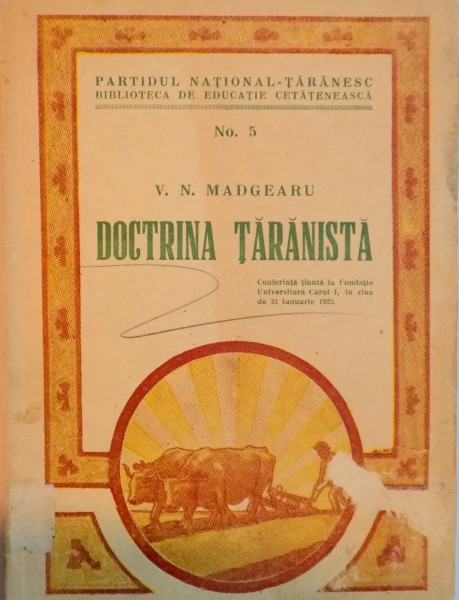 PARTIDUL NAȚIONAL-ȚĂRĂNESC
BIBLIOTECA DE EDUCAȚIE CETĂȚENEASCĂ
No. 5
V. N. MADGEARU
DOCTRINA ȚĂRĂNISTĂ
Conferință ținută la Fundația
Universitară Carol I, în ziua
de 21 Ianuarie 1923.